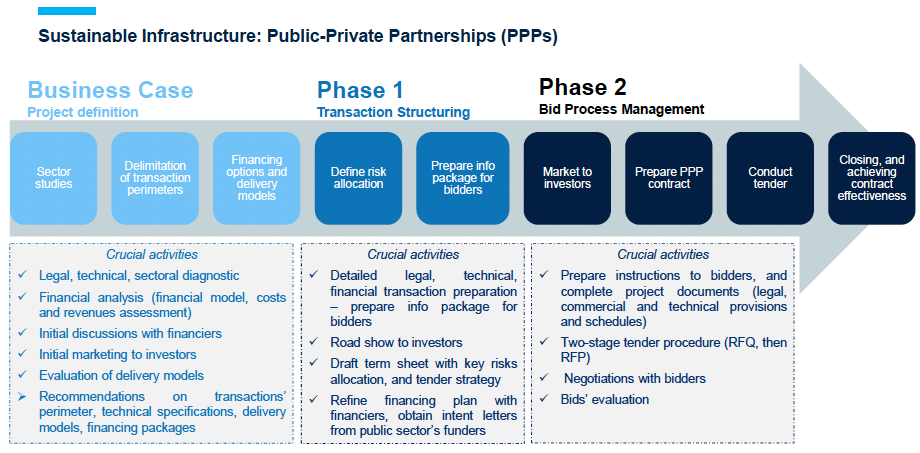 Sustainable Infrastructure: Public-Private Partnerships (PPPs)
Business Case
Project definition
Phase 1
Transaction Structuring
Phase 2
Bid Process Management
Sector
studies
Delimitation
of transaction
perimeters
Financing
options and
delivery
models
Define risk
allocation
Prepare info
package for
bidders
Market to
investors
Prepare PPP
contract
Conduct
tender
Closing, and
achieving
contract
effectiveness
Crucial activities
✓ Legal, technical, sectoral diagnostic
✓ Financial analysis (financial model, costs
and revenues assessment)
✓ Initial discussions with financiers
✓ Initial marketing to investors
✓ Evaluation of delivery models
➢ Recommendations on transactions'
perimeter, technical specifications, delivery
models, financing packages
Crucial activities
✓ Detailed legal, technical,
financial transaction preparation
– prepare info package for
bidders
✓ Road show to investors
✓ Draft term sheet with key risks
allocation, and tender strategy
✓ Refine financing plan with
financiers, obtain intent letters
from public sector's funders
Crucial activities
✓ Prepare instructions to bidders, and
complete project documents (legal,
commercial and technical provisions
and schedules)
✓ Two-stage tender procedure (RFQ, then
RFP)
✓ Negotiations with bidders
✓ Bids' evaluation